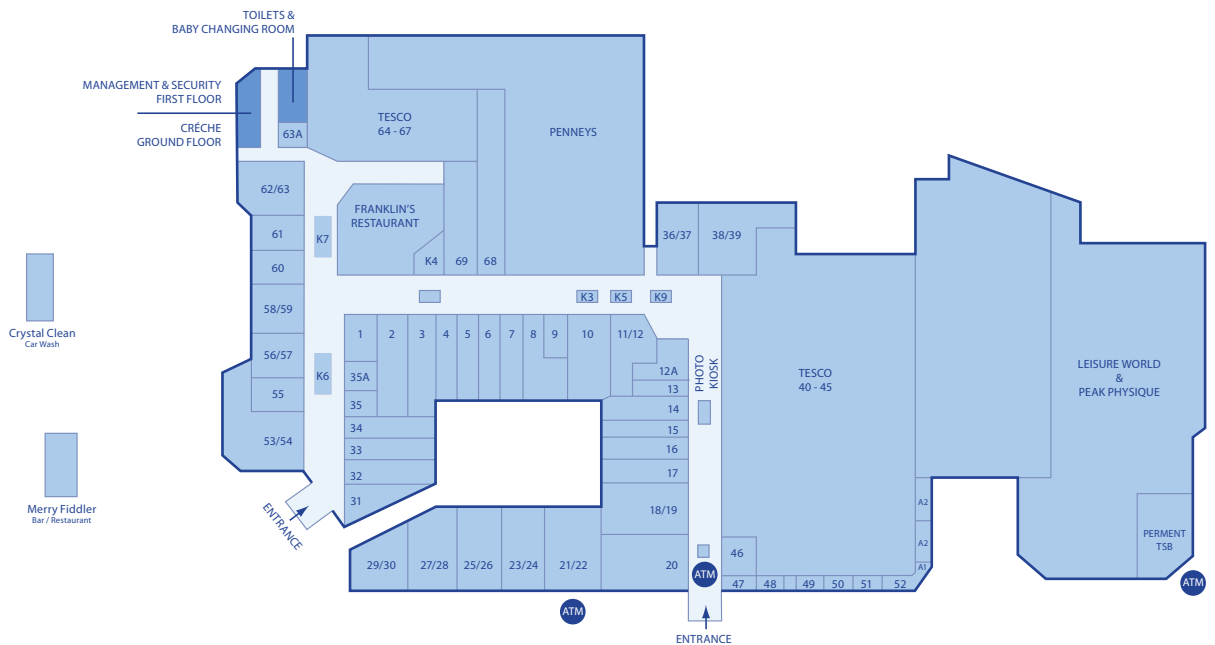 TOILETS &
BABY CHANGING ROOM
MANAGEMENT & SECURITY
FIRST FLOOR
CRÉCHE
GROUND FLOOR
63A
TESCO
64 - 67
PENNEYS
62/63
61
60
58/59
56/57
55
53/54
K7
K6
FRANKLIN'S
RESTAURANT
K4
69
68
36/37
38/39
K3
K5
K9
Crystal Clean
Car Wash
Merry Fiddler
Bar / Restaurant
1
2
3
4
5
6
7
8
9
10
11/12
35A
35
34
33
32
31
12A
13
14
15
16
17
18/19
20
PHOTO
KIOSK
TESCO
40 - 45
LEISURE WORLD
&
PEAK PHYSIQUE
A2
A2
A1
PERMENT
TSB
ATM
ENTRANCE
29/30
27/28
25/26
23/24
21/22
46
47
48
49
50
51
52
ATM
ATM
ENTRANCE